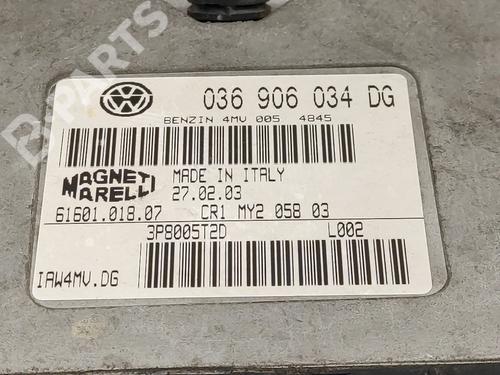 B-PARTS
036 906 034 DG
BENZIN 4MV 005 4845
MAGNETI MARELLI
MADE IN ITALY
27.02.03
61601.018.07 CR1 MY2 058 03
3P8005T2D L002
IAW4MV.DG